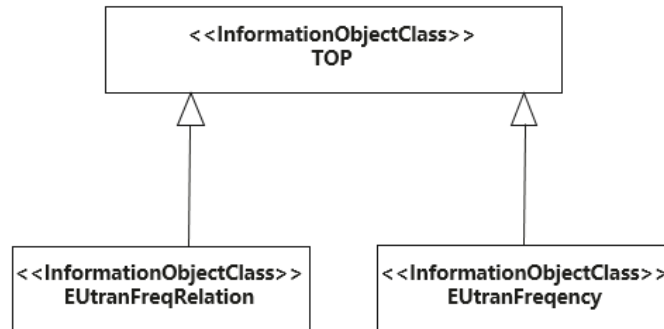 <<InformationObjectClass>>
TOP
<<InformationObjectClass>>
EUtranFreqRelation
<<InformationObjectClass>>
EUtranFreqency